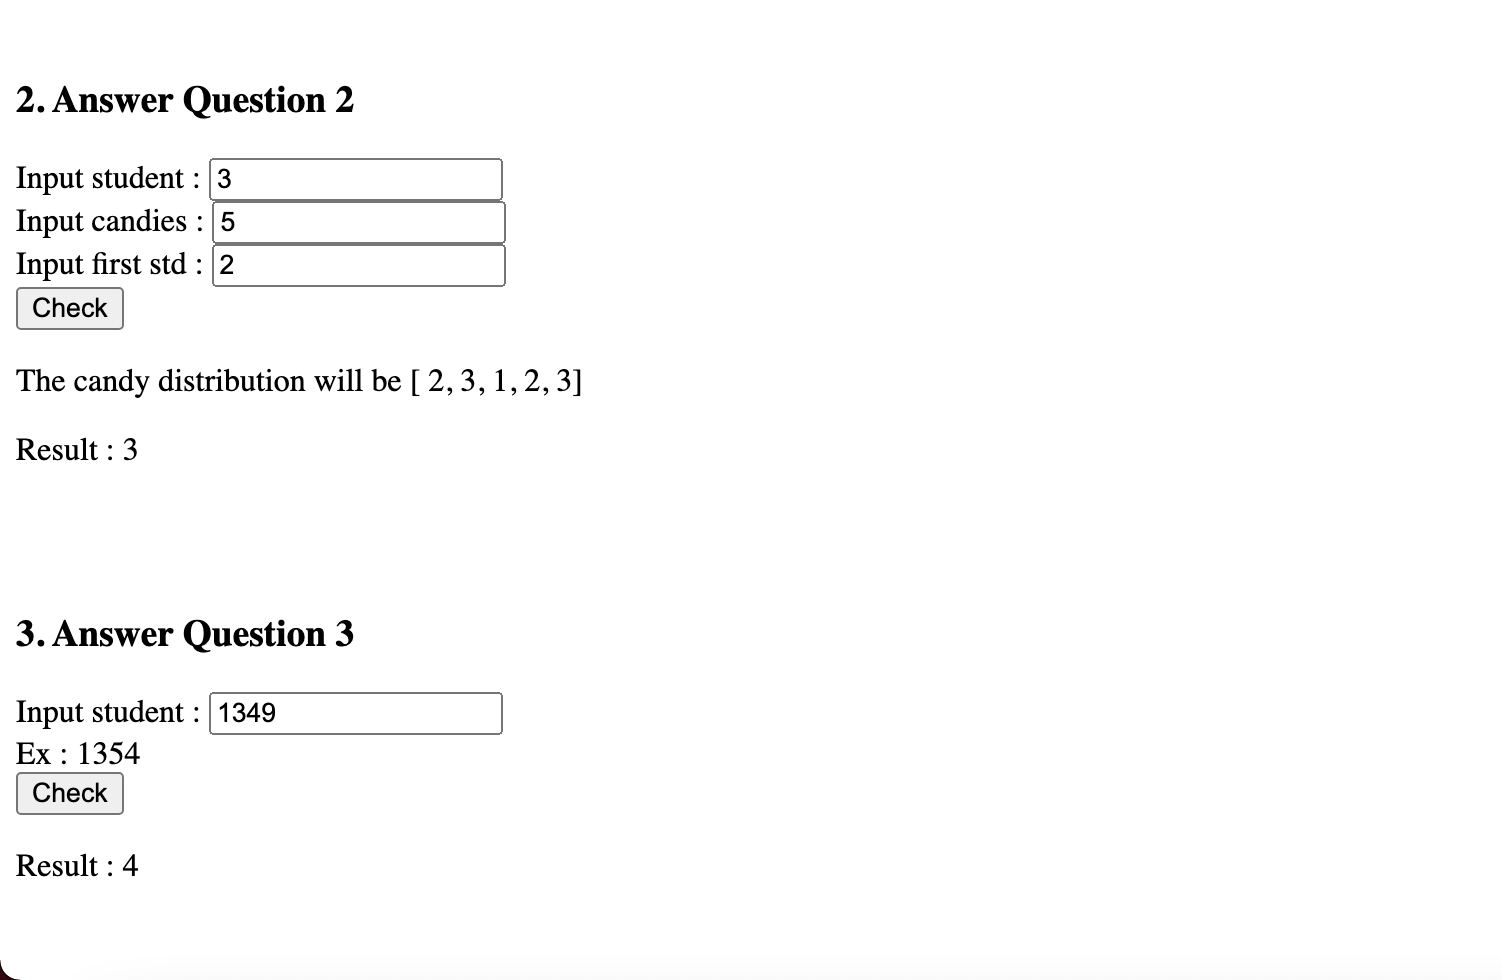 2. Answer Question 2
Input student : 3
Input candies : 5
Input first std : 2
Check
The candy distribution will be [ 2, 3, 1, 2, 3]
Result : 3
3. Answer Question 3
Input student : 1349
Ex : 1354
Check
Result : 4